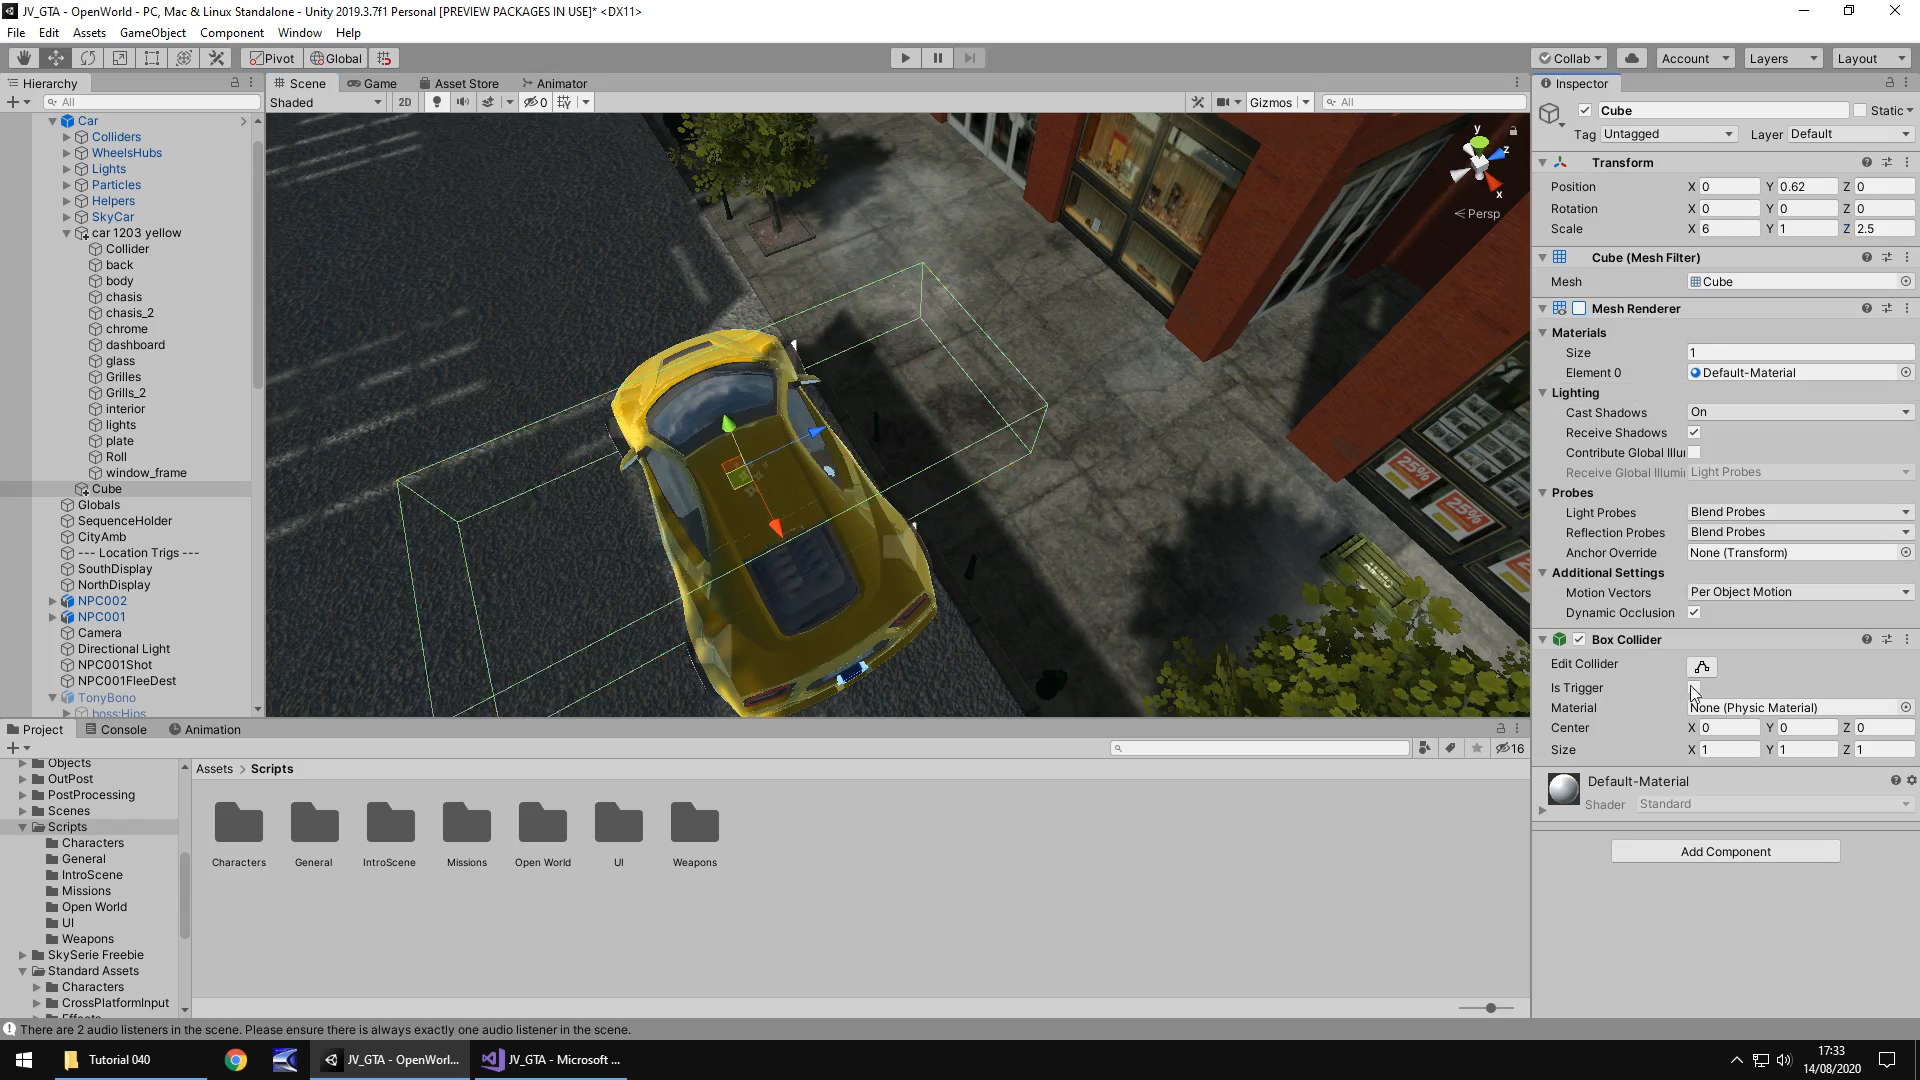 JV_GTA - OpenWorld - PC, Mac & Linux Standalone - Unity 2019.3.7f1 Personal [PREVIEW PACKAGES IN USE]* <DX11>
File Edit Assets GameObject Component Window Help
Pivot Global Collab Account Layers Layout
Hierarchy Scene Game Asset Store Animator Inspector
All Shaded 2D 0 Gizmos All
Car
Colliders
WheelsHubs
Lights
Particles
Helpers
SkyCar
car 1203 yellow
Collider
back
body
chasis
chasis_2
chrome
dashboard
glass
Grilles
Grills_2
interior
lights
plate
Roll
window_frame
Cube
Globals
SequenceHolder
CityAmb
--- Location Trigs ---
SouthDisplay
NorthDisplay
NPC002
NPC001
Camera
Directional Light
NPC001Shot
NPC001FleeDest
TonyBono
boss:Hips
y
z
x
Persp
25%
25%
25%
AMMO
Cube Static
Tag Untagged Layer Default
Transform
Position X 0 Y 0.62 Z 0
Rotation X 0 Y 0 Z 0
Scale X 6 Y 1 Z 2.5
Cube (Mesh Filter)
Mesh Cube
Mesh Renderer
Materials
Size 1
Element 0 Default-Material
Lighting
Cast Shadows On
Receive Shadows
Contribute Global Illu
Receive Global Illumi Light Probes
Probes
Light Probes Blend Probes
Reflection Probes Blend Probes
Anchor Override None (Transform)
Additional Settings
Motion Vectors Per Object Motion
Dynamic Occlusion
Box Collider
Edit Collider
Is Trigger
Material None (Physic Material)
Center X 0 Y 0 Z 0
Size X 1 Y 1 Z 1
Default-Material
Shader Standard
Add Component
Project Console Animation
16
Objects
OutPost
PostProcessing
Scenes
Scripts
Characters
General
IntroScene
Missions
Open World
UI
Weapons
SkySerie Freebie
Standard Assets
Characters
CrossPlatformInput
Effects
Assets > Scripts
Characters General IntroScene Missions Open World UI Weapons
There are 2 audio listeners in the scene. Please ensure there is always exactly one audio listener in the scene.
Tutorial 040 JV_GTA - OpenWorl... JV_GTA - Microsoft ...
17:33
14/08/2020